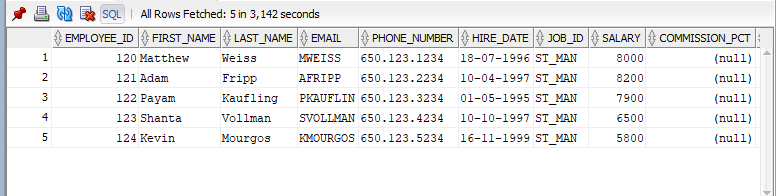 SQL | All Rows Fetched: 5 in 3,142 seconds
EMPLOYEE_ID FIRST_NAME LAST_NAME EMAIL PHONE_NUMBER HIRE_DATE JOB_ID SALARY COMMISSION_PCT
1 120 Matthew Weiss MWEISS 650.123.1234 18-07-1996 ST_MAN 8000 (null)
2 121 Adam Fripp AFRIPP 650.123.2234 10-04-1997 ST_MAN 8200 (null)
3 122 Payam Kaufling PKAUFLIN 650.123.3234 01-05-1995 ST_MAN 7900 (null)
4 123 Shanta Vollman SVOLLMAN 650.123.4234 10-10-1997 ST_MAN 6500 (null)
5 124 Kevin Mourgos KMOURGOS 650.123.5234 16-11-1999 ST_MAN 5800 (null)